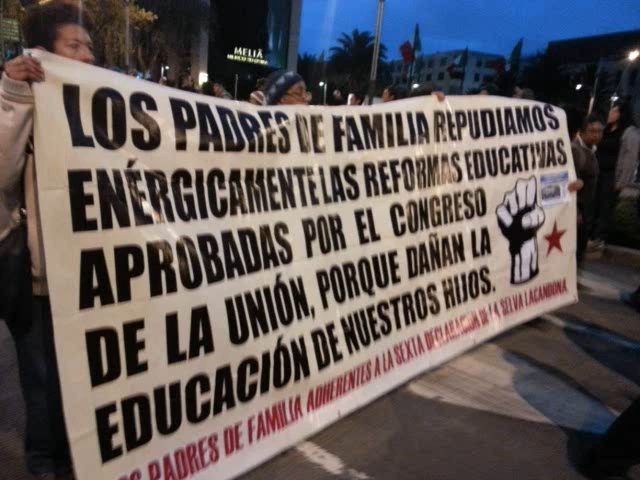 MELIÁ
LOS PADRES DE FAMILIA REPUDIAMOS
ENÉRGICAMENTE LAS REFORMAS EDUCATIVAS
APROBADAS POR EL CONGRESO
DE LA UNIÓN, PORQUE DAÑAN LA
EDUCACIÓN DE NUESTROS HIJOS.
LOS PADRES DE FAMILIA ADHERENTES A LA SEXTA DECLARACIÓN DE LA SELVA LACANDONA